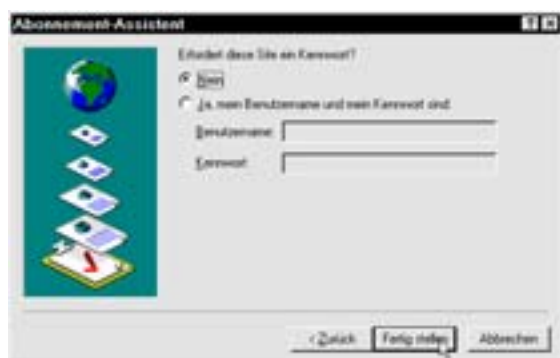 Abonnement-Assistent
Erfordert diese Site ein Kennwort?
Nein
Ja, mein Benutzername und mein Kennwort sind:
Benutzername:
Kennwort:
< Zurück Fertig stellen Abbrechen